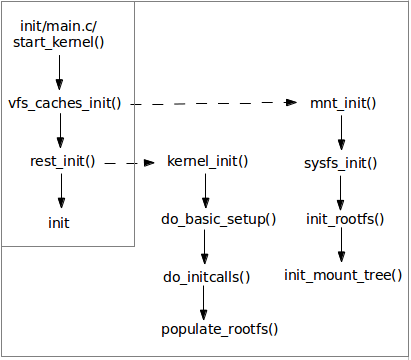 init/main.c/
start_kernel()
vfs_caches_init()
mnt_init()
rest_init()
kernel_init()
sysfs_init()
init
do_basic_setup()
init_rootfs()
do_initcalls()
init_mount_tree()
populate_rootfs()